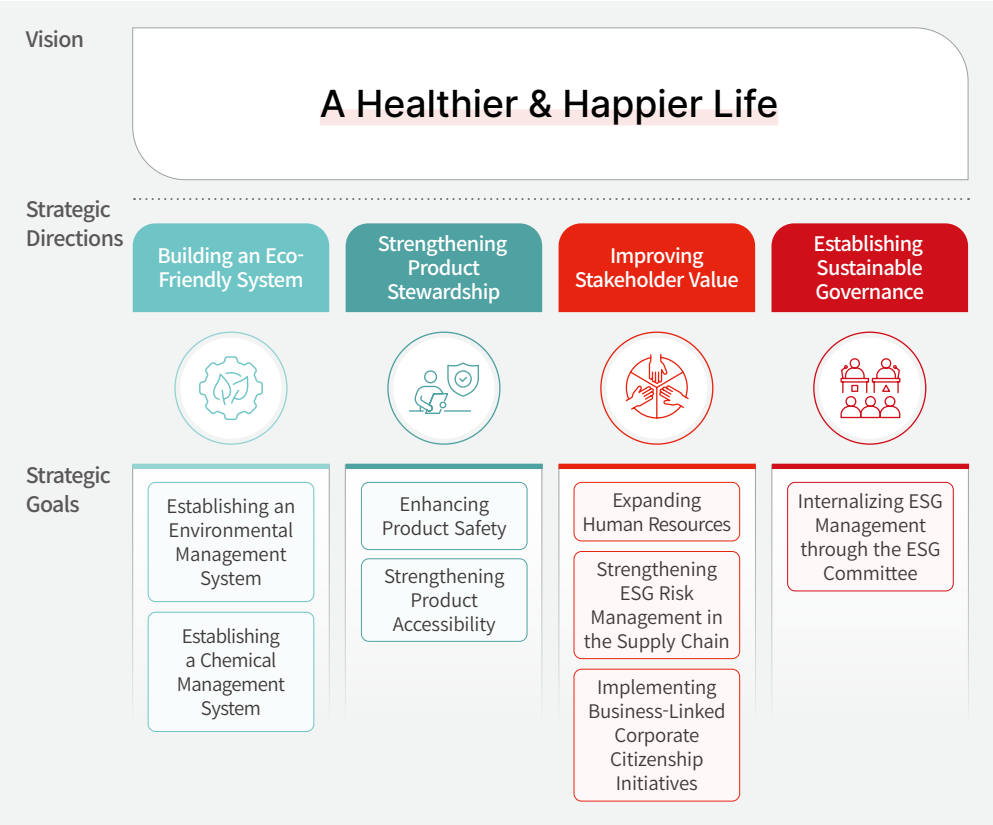 Vision
A Healthier & Happier Life
Strategic
Directions
Building an Eco-
Friendly System
Strengthening
Product
Stewardship
Improving
Stakeholder Value
Establishing
Sustainable
Governance
Strategic
Goals
Establishing an
Environmental
Management
System
Establishing
a Chemical
Management
System
Enhancing
Product Safety
Strengthening
Product
Accessibility
Expanding
Human Resources
Strengthening
ESG Risk
Management in
the Supply Chain
Implementing
Business-Linked
Corporate
Citizenship
Initiatives
Internalizing ESG
Management
through the ESG
Committee